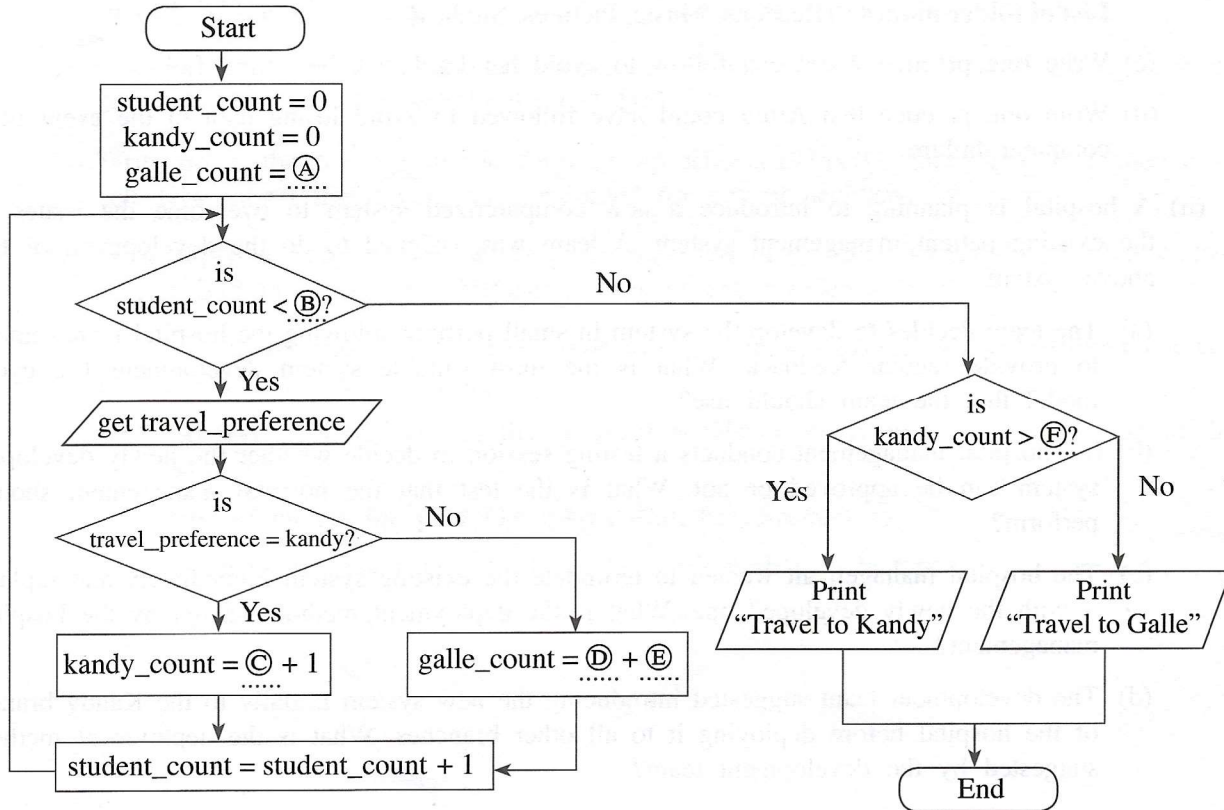 Start
student_count = 0
kandy_count = 0
galle_count = Ⓐ
is
student_count < Ⓑ?
No
Yes
get travel_preference
is
travel_preference = kandy?
No
Yes
kandy_count = Ⓒ + 1
galle_count = Ⓓ + Ⓔ
student_count = student_count + 1
is
kandy_count > Ⓕ?
Yes
No
Print
“Travel to Kandy”
Print
“Travel to Galle”
End